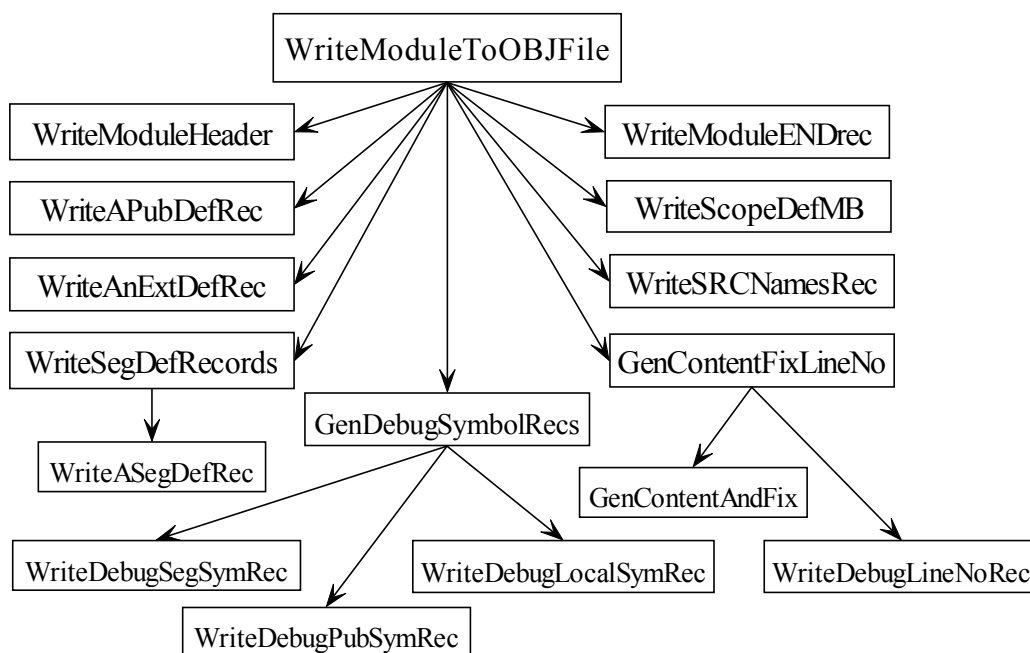 WriteModuleToOBJFile
WriteModuleHeader
WriteModuleENDrec
WriteAPubDefRec
WriteScopeDefMB
WriteAnExtDefRec
WriteSRCNamesRec
WriteSegDefRecords
GenContentFixLineNo
GenDebugSymbolRecs
WriteASegDefRec
GenContentAndFix
WriteDebugSegSymRec
WriteDebugLocalSymRec
WriteDebugLineNoRec
WriteDebugPubSymRec